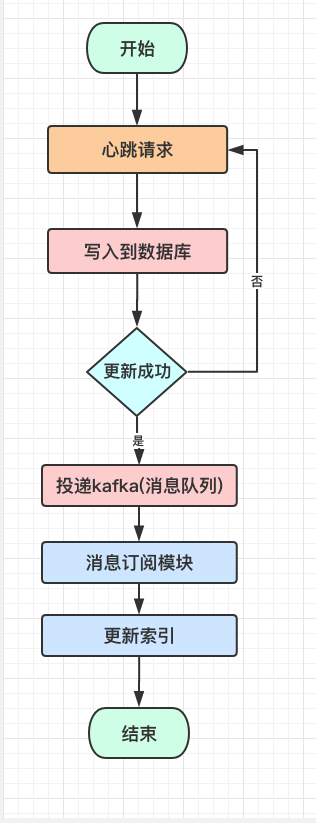 开始
心跳请求
写入到数据库
否
更新成功
是
投递kafka(消息队列)
消息订阅模块
更新索引
结束